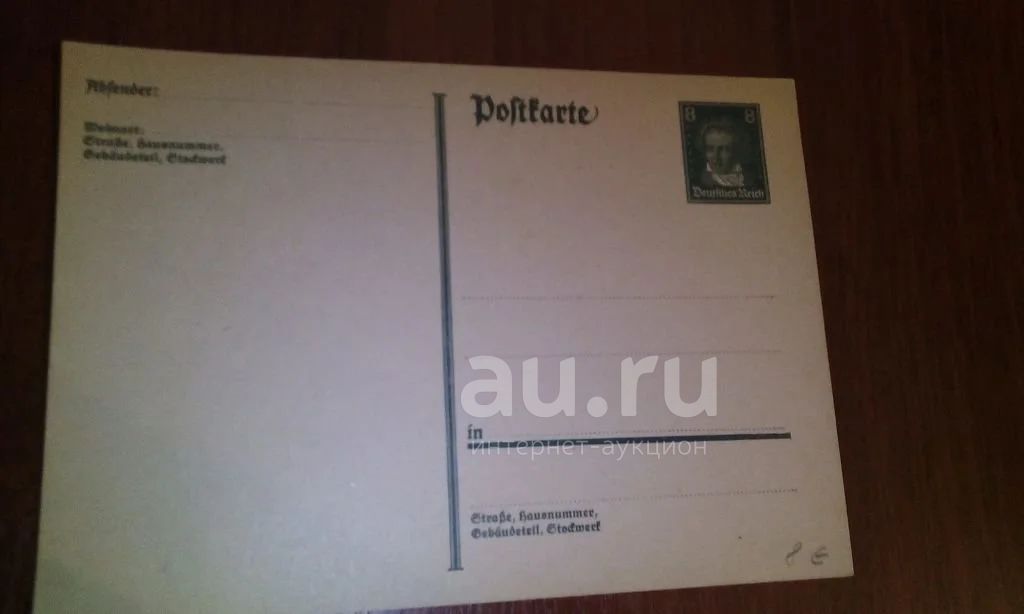 Absender:
Wohnort:
Straße, Hausnummer,
Gebäudeteil, Stockwerk
Postkarte
8 8
Deutsches Reich
au.ru
in
интернет-аукцион
Straße, Hausnummer,
Gebäudeteil, Stockwerk
8 €